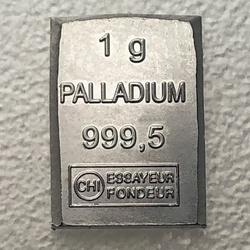 1 g
PALLADIUM
999,5
CHI ESSAYEUR
FONDEUR